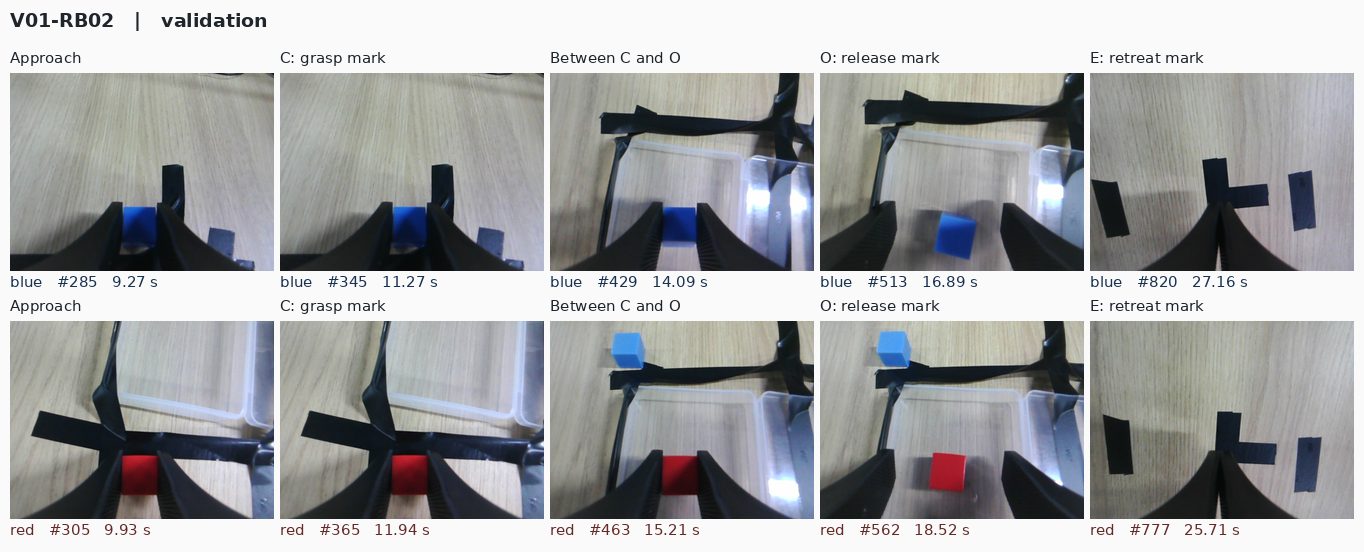 V01-RB02 | validation
Approach
C: grasp mark
Between C and O
O: release mark
E: retreat mark
blue #285 9.27 s
blue #345 11.27 s
blue #429 14.09 s
blue #513 16.89 s
blue #820 27.16 s
Approach
C: grasp mark
Between C and O
O: release mark
E: retreat mark
red #305 9.93 s
red #365 11.94 s
red #463 15.21 s
red #562 18.52 s
red #777 25.71 s